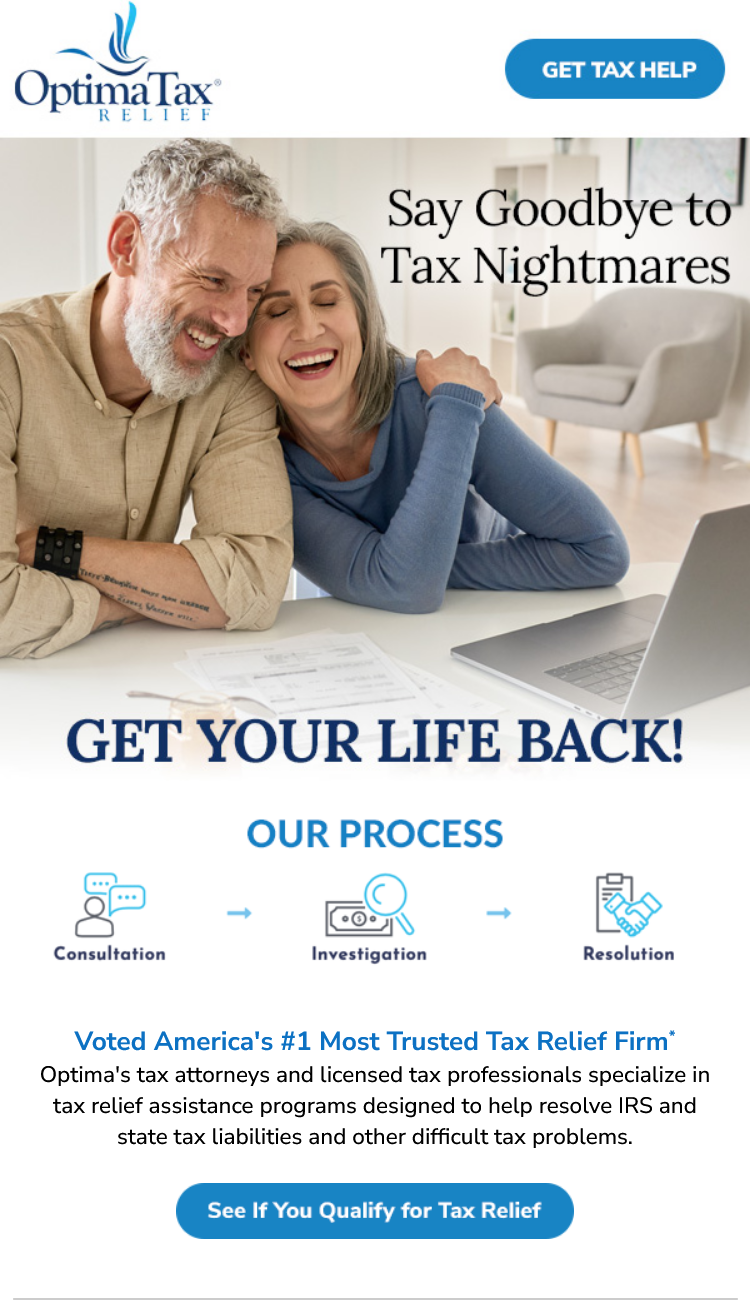 OptimaTax®
RELIEF
GET TAX HELP
Say Goodbye to
Tax Nightmares
GET YOUR LIFE BACK!
OUR PROCESS
Consultation
Investigation
Resolution
Voted America's #1 Most Trusted Tax Relief Firm*
Optima's tax attorneys and licensed tax professionals specialize in
tax relief assistance programs designed to help resolve IRS and
state tax liabilities and other difficult tax problems.
See If You Qualify for Tax Relief